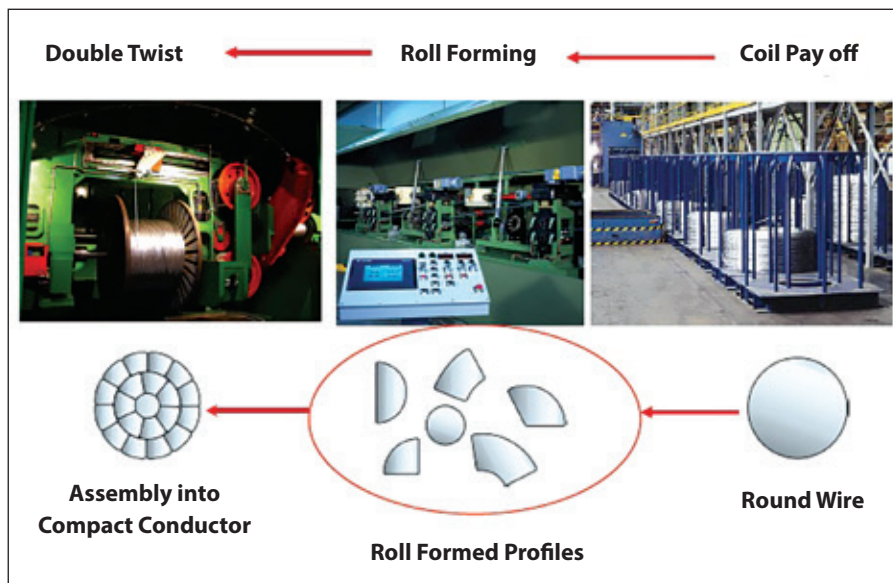 Double Twist
Roll Forming
Coil Pay off
Assembly into
Compact Conductor
Roll Formed Profiles
Round Wire